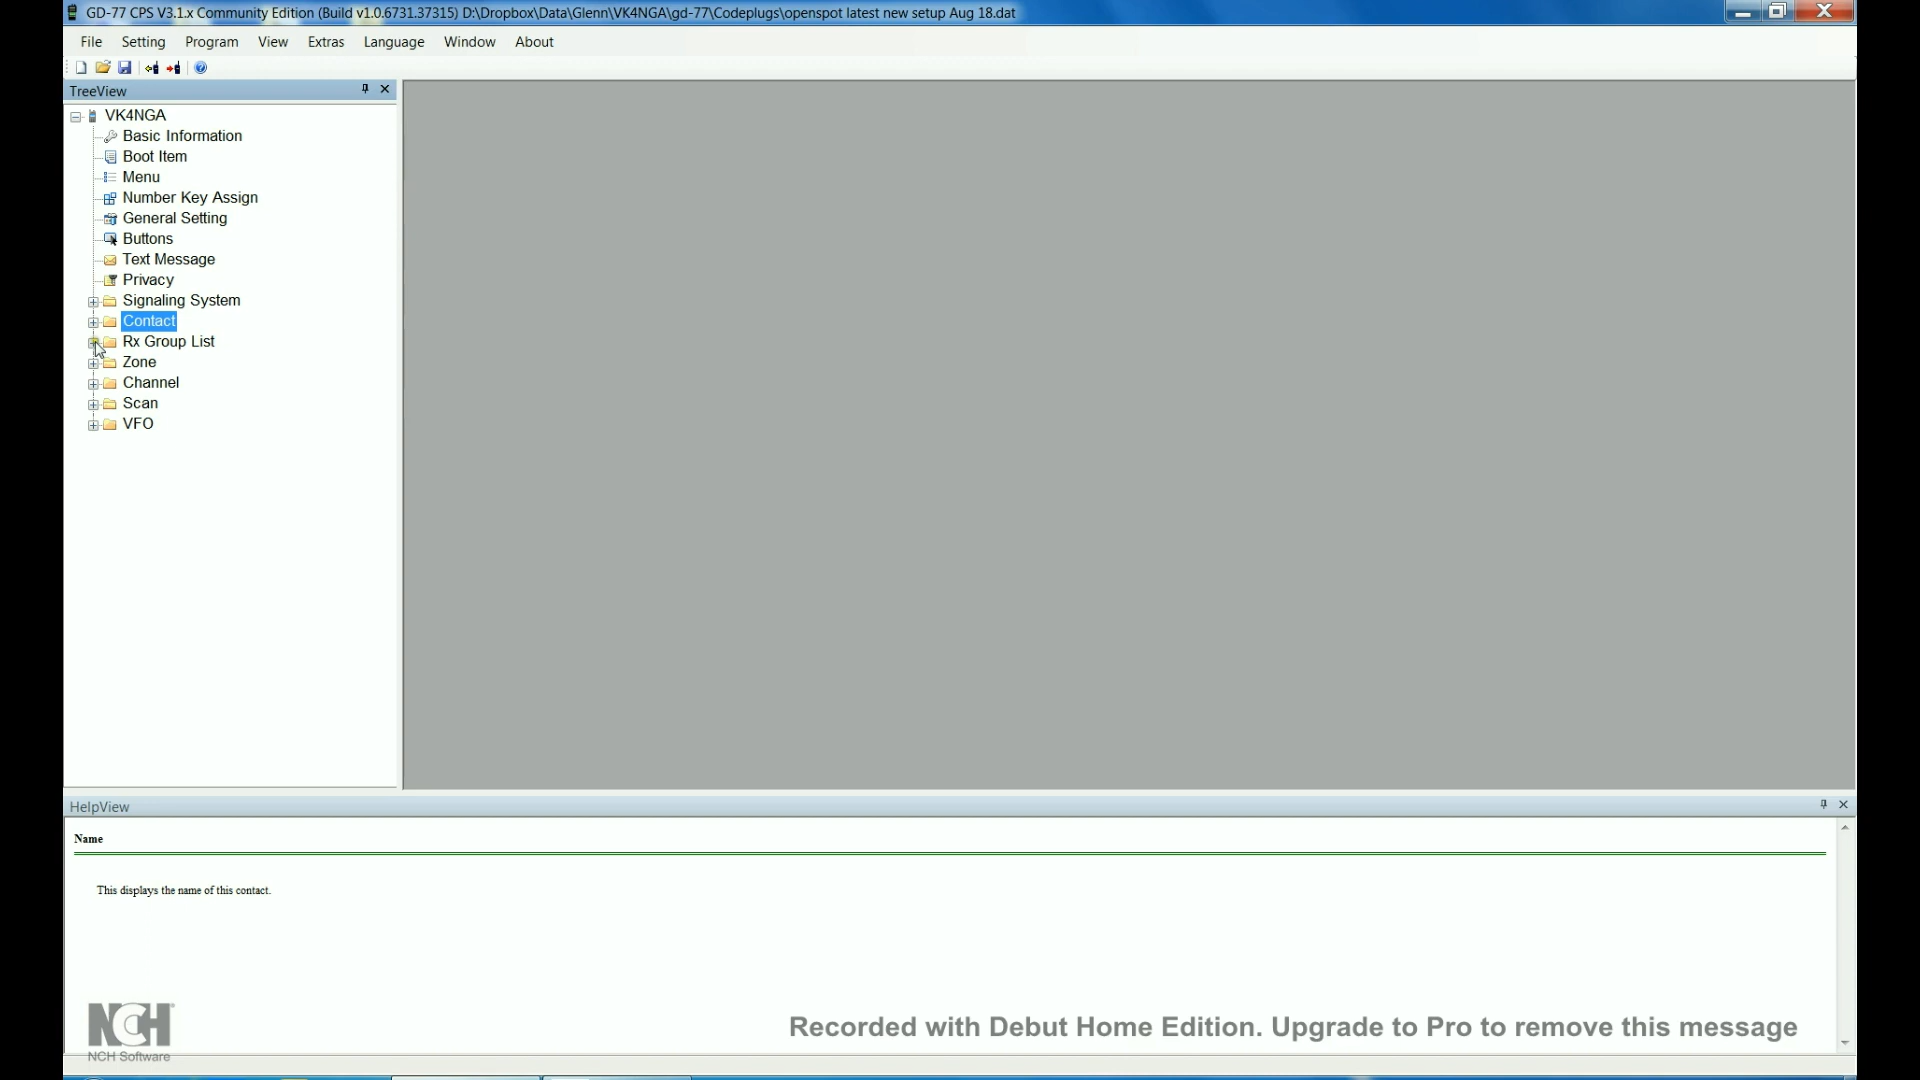 GD-77 CPS V3.1.x Community Edition (Build v1.0.6731.37315) D:\Dropbox\Data\Glenn\VK4NGA\gd-77\Codeplugs\openspot latest new setup Aug 18.dat
File Setting Program View Extras Language Window About
TreeView
VK4NGA
Basic Information
Boot Item
Menu
Number Key Assign
General Setting
Buttons
Text Message
Privacy
Signaling System
Contact
Rx Group List
Zone
Channel
Scan
VFO
HelpView
Name
This displays the name of this contact.
NCH
NCH Software
Recorded with Debut Home Edition. Upgrade to Pro to remove this message